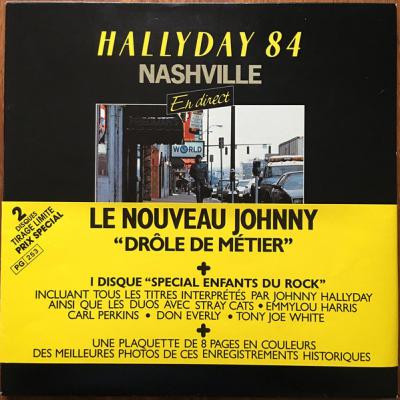 HALLYDAY 84
NASHVILLE
En direct
WORLD
2
DISQUES
TIRAGE LIMITÉ
PRIX SPECIAL
PG 253
LE NOUVEAU JOHNNY
“DRÔLE DE MÉTIER”
+
1 DISQUE “SPECIAL ENFANTS DU ROCK”
INCLUANT TOUS LES TITRES INTERPRÉTÉS PAR JOHNNY HALLYDAY
AINSI QUE LES DUOS AVEC STRAY CATS • EMMYLOU HARRIS
CARL PERKINS • DON EVERLY • TONY JOE WHITE
+
UNE PLAQUETTE DE 8 PAGES EN COULEURS
DES MEILLEURES PHOTOS DE CES ENREGISTREMENTS HISTORIQUES